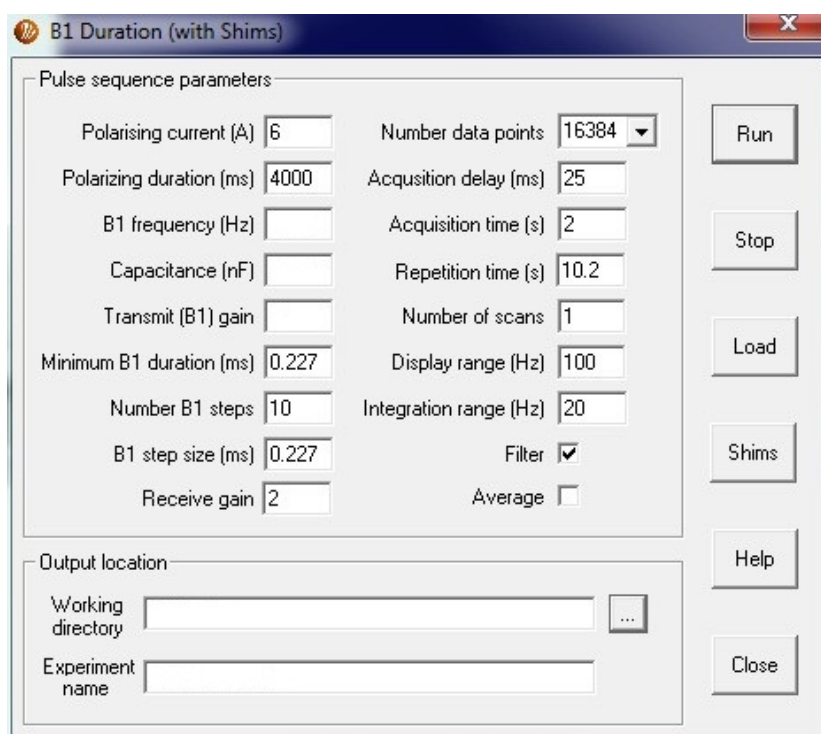 B1 Duration (with Shims)
Pulse sequence parameters
Polarising current (A) 6
Number data points 16384
Run
Polarizing duration (ms) 4000
Acqusition delay (ms) 25
B1 frequency (Hz)
Acquisition time (s) 2
Stop
Capacitance (nF)
Repetition time (s) 10.2
Transmit (B1) gain
Number of scans 1
Load
Minimum B1 duration (ms) 0.227
Display range (Hz) 100
Number B1 steps 10
Integration range (Hz) 20
B1 step size (ms) 0.227
Filter
Shims
Receive gain 2
Average
Output location
Help
Working
directory
...
Experiment
name
Close